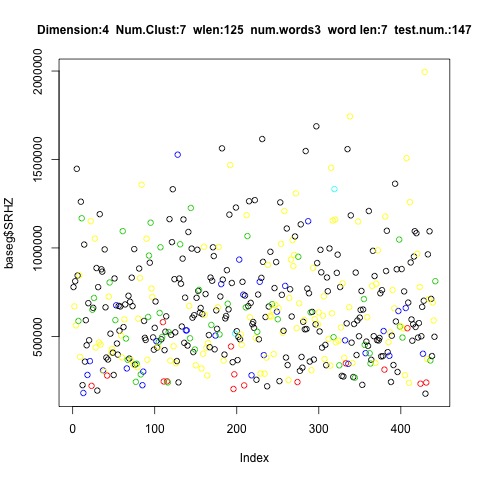 Dimension:4 Num.Clust:7 wlen:125 num.words3 word len:7 test.num.:147
2000000
1500000
1000000
500000
baseg$SRHZ
0 100 200 300 400
Index